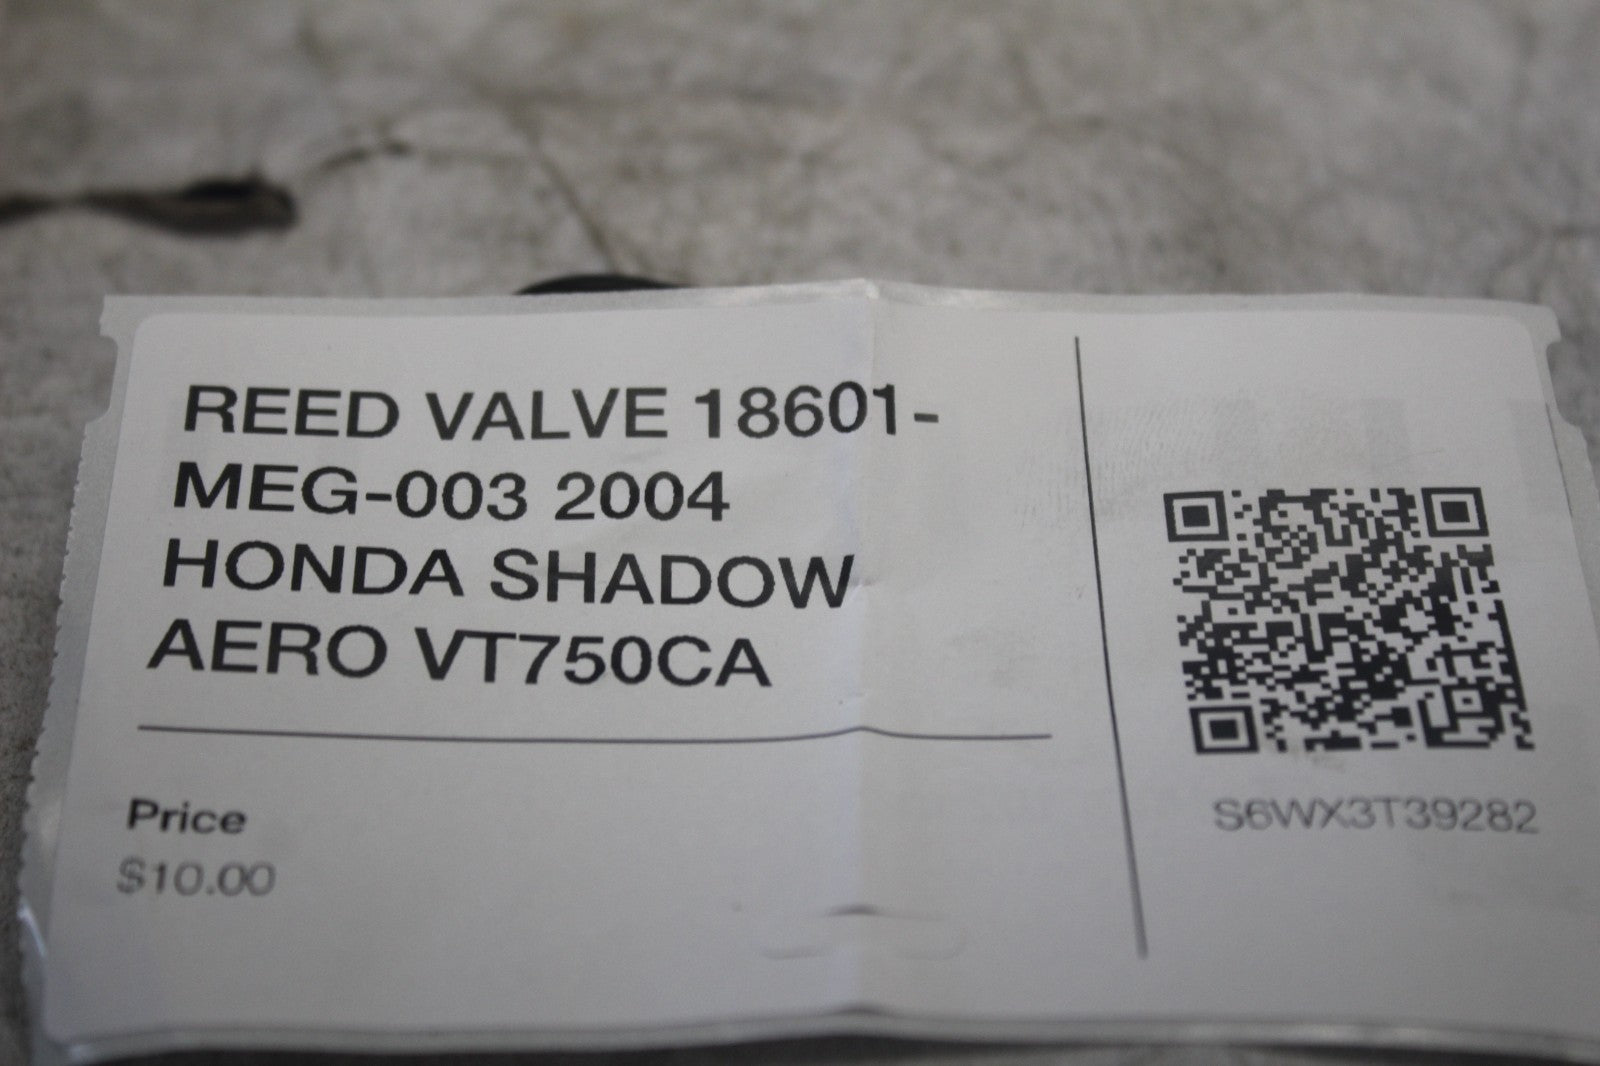 REED VALVE 18601-
MEG-003 2004
HONDA SHADOW
AERO VT750CA
Price
$10.00
S6WX3T39282